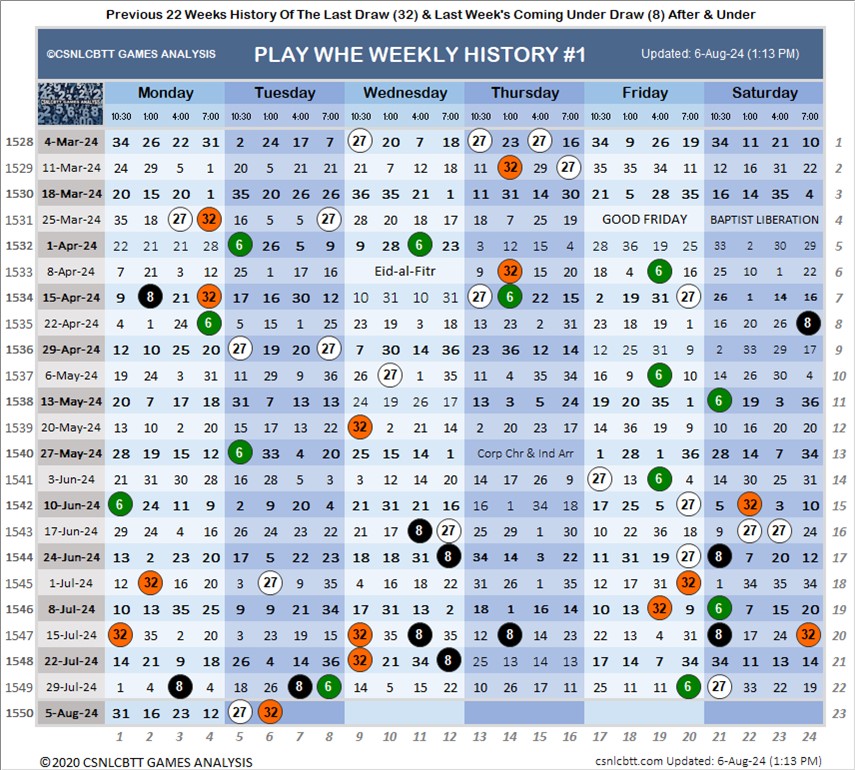 Previous 22 Weeks History Of The Last Draw (32) & Last Week's Coming Under Draw (8) After & Under
©CSNLCBTT GAMES ANALYSIS PLAY WHE WEEKLY HISTORY #1 Updated: 6-Aug-24 (1:13 PM)
Monday Tuesday Wednesday Thursday Friday Saturday
CSNLCBTT GAMES ANALYSIS
10:30 1:00 4:00 7:00 10:30 1:00 4:00 7:00 10:30 1:00 4:00 7:00 10:30 1:00 4:00 7:00 10:30 1:00 4:00 7:00 10:30 1:00 4:00 7:00
1528 4-Mar-24 34 26 22 31 2 24 17 7 27 20 7 18 27 23 27 16 34 9 26 19 34 11 21 10 1
1529 11-Mar-24 24 29 5 1 20 5 21 21 21 7 12 18 11 32 29 27 35 35 34 11 12 16 31 22 2
1530 18-Mar-24 20 15 20 1 35 20 26 26 36 35 21 1 11 31 14 30 21 5 28 35 16 14 35 4 3
1531 25-Mar-24 35 18 27 32 16 5 5 27 28 20 18 17 18 7 25 19 GOOD FRIDAY BAPTIST LIBERATION 4
1532 1-Apr-24 22 21 21 28 6 26 5 9 9 28 6 23 3 12 15 4 28 36 19 25 33 2 30 29 5
1533 8-Apr-24 7 21 3 12 25 1 17 16 Eid-al-Fitr 9 32 15 20 18 4 6 16 25 10 1 22 6
1534 15-Apr-24 9 8 21 32 17 16 30 12 10 31 10 31 27 6 22 15 2 19 31 27 26 1 14 16 7
1535 22-Apr-24 4 1 24 6 5 15 1 25 23 19 3 18 13 23 2 31 23 18 19 1 16 20 26 8 8
1536 29-Apr-24 12 10 25 20 27 19 20 27 7 30 14 36 23 36 12 14 12 25 31 9 2 33 29 17 9
1537 6-May-24 19 24 3 31 11 29 9 36 26 27 1 35 11 4 35 34 16 9 6 10 14 26 30 4 10
1538 13-May-24 20 7 17 18 31 7 13 13 24 19 26 17 13 3 5 24 19 20 35 1 6 19 3 36 11
1539 20-May-24 13 10 2 20 15 17 13 22 32 2 21 14 2 20 23 17 14 36 19 9 10 16 20 20 12
1540 27-May-24 28 12 11 34 6 33 4 20 25 15 14 1 Corp Chr & Ind Arr 1 28 1 36 28 14 7 34 13
1541 3-Jun-24 21 31 30 35 16 28 5 3 3 12 14 20 14 17 26 9 27 13 6 4 14 30 25 31 14
1542 10-Jun-24 6 24 19 11 2 9 20 4 21 31 21 16 16 1 34 18 17 25 5 27 5 32 3 10 15
1543 17-Jun-24 29 24 4 16 26 24 23 22 21 17 8 27 25 29 1 30 10 22 36 18 9 27 27 24 16
1544 24-Jun-24 13 2 23 20 17 5 22 23 18 18 31 8 34 14 3 22 11 31 19 27 8 7 20 12 17
1545 1-Jul-24 12 32 16 20 3 27 9 35 4 16 18 22 31 26 1 35 12 17 31 32 1 34 35 34 18
1546 8-Jul-24 10 13 35 25 9 9 21 34 17 31 13 2 18 1 16 14 10 13 32 9 6 7 15 20 19
1547 15-Jul-24 32 35 2 20 3 23 19 15 32 35 8 35 12 8 14 23 22 13 4 31 8 17 24 32 20
1548 22-Jul-24 14 21 9 18 26 4 14 36 32 21 34 8 25 13 14 13 17 14 7 34 34 11 13 14 21
1549 29-Jul-24 1 4 8 4 18 26 8 6 14 5 15 22 10 26 17 11 25 11 11 6 27 33 22 19 22
1550 5-Aug-24 31 16 23 12 27 32 23
1 2 3 4 5 6 7 8 9 10 11 12 13 14 15 16 17 18 19 20 21 22 23 24
©2020 CSNLCBTT GAMES ANALYSIS csnlcbtt.com Updated: 6-Aug-24 (1:13 PM)